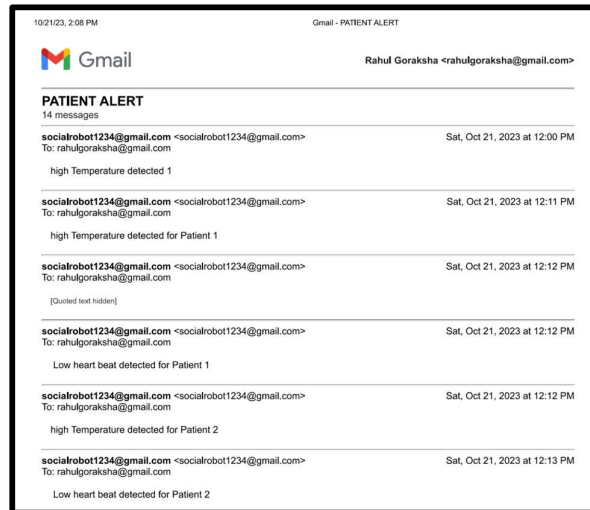 10/21/23, 2:08 PM
Gmail - PATIENT ALERT
Gmail
Rahul Goraksha <rahulgoraksha@gmail.com>
PATIENT ALERT
14 messages
socialrobot1234@gmail.com <socialrobot1234@gmail.com> Sat, Oct 21, 2023 at 12:00 PM
To: rahulgoraksha@gmail.com
high Temperature detected 1
socialrobot1234@gmail.com <socialrobot1234@gmail.com> Sat, Oct 21, 2023 at 12:11 PM
To: rahulgoraksha@gmail.com
high Temperature detected for Patient 1
socialrobot1234@gmail.com <socialrobot1234@gmail.com> Sat, Oct 21, 2023 at 12:12 PM
To: rahulgoraksha@gmail.com
[Quoted text hidden]
socialrobot1234@gmail.com <socialrobot1234@gmail.com> Sat, Oct 21, 2023 at 12:12 PM
To: rahulgoraksha@gmail.com
Low heart beat detected for Patient 1
socialrobot1234@gmail.com <socialrobot1234@gmail.com> Sat, Oct 21, 2023 at 12:12 PM
To: rahulgoraksha@gmail.com
high Temperature detected for Patient 2
socialrobot1234@gmail.com <socialrobot1234@gmail.com> Sat, Oct 21, 2023 at 12:13 PM
To: rahulgoraksha@gmail.com
Low heart beat detected for Patient 2